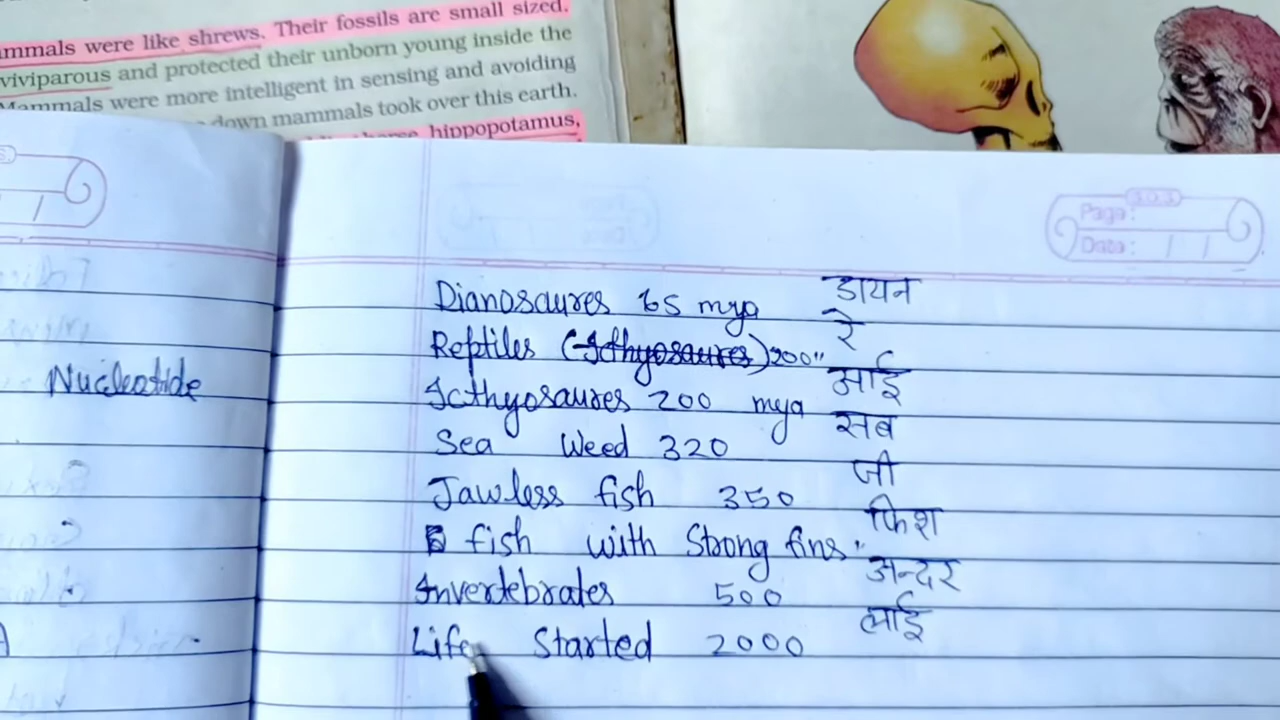 mmals were like shrews. Their fossils are small sized.
viviparous and protected their unborn young inside the
Mammals were more intelligent in sensing and avoiding
down mammals took over this earth.
hippopotamus,
Page:
Date: / /
Dianosaures 65 mya डायन
Reptiles (Icthyosaures) 200" रे
Icthyosaures 200 mya माई
Sea Weed 320 सब
Jawless fish 350 जी
fish with Strong fins " फिश
Invertebrates 500 अन्दर
Life Started 2000 लाई
Nucleotide